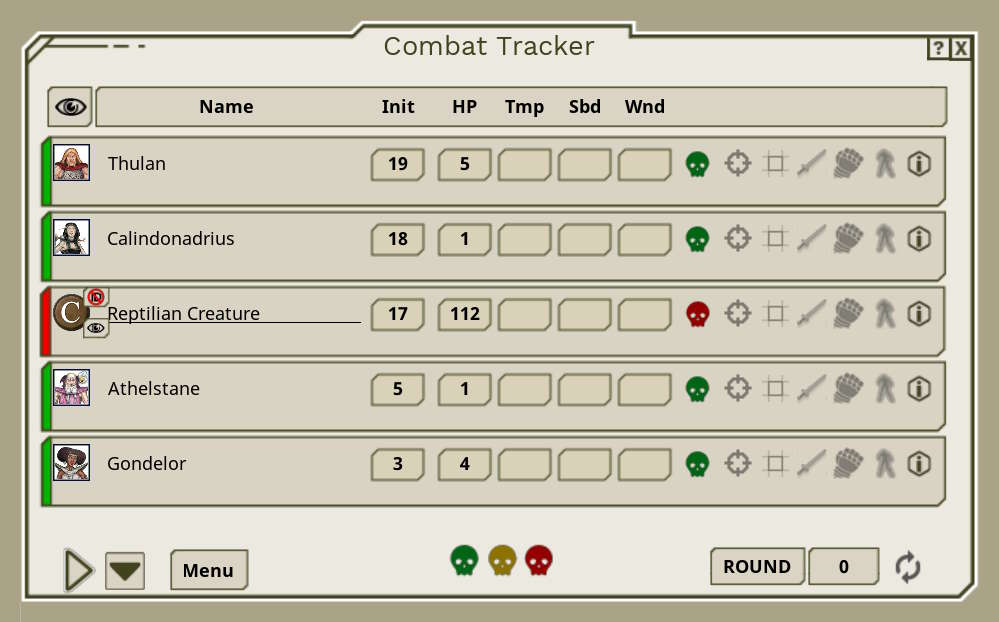 Combat Tracker
? X
Name Init HP Tmp Sbd Wnd
Thulan 19 5
Calindonadrius 18 1
C ID Reptilian Creature 17 112
Athelstane 5 1
Gondelor 3 4
Menu ROUND 0